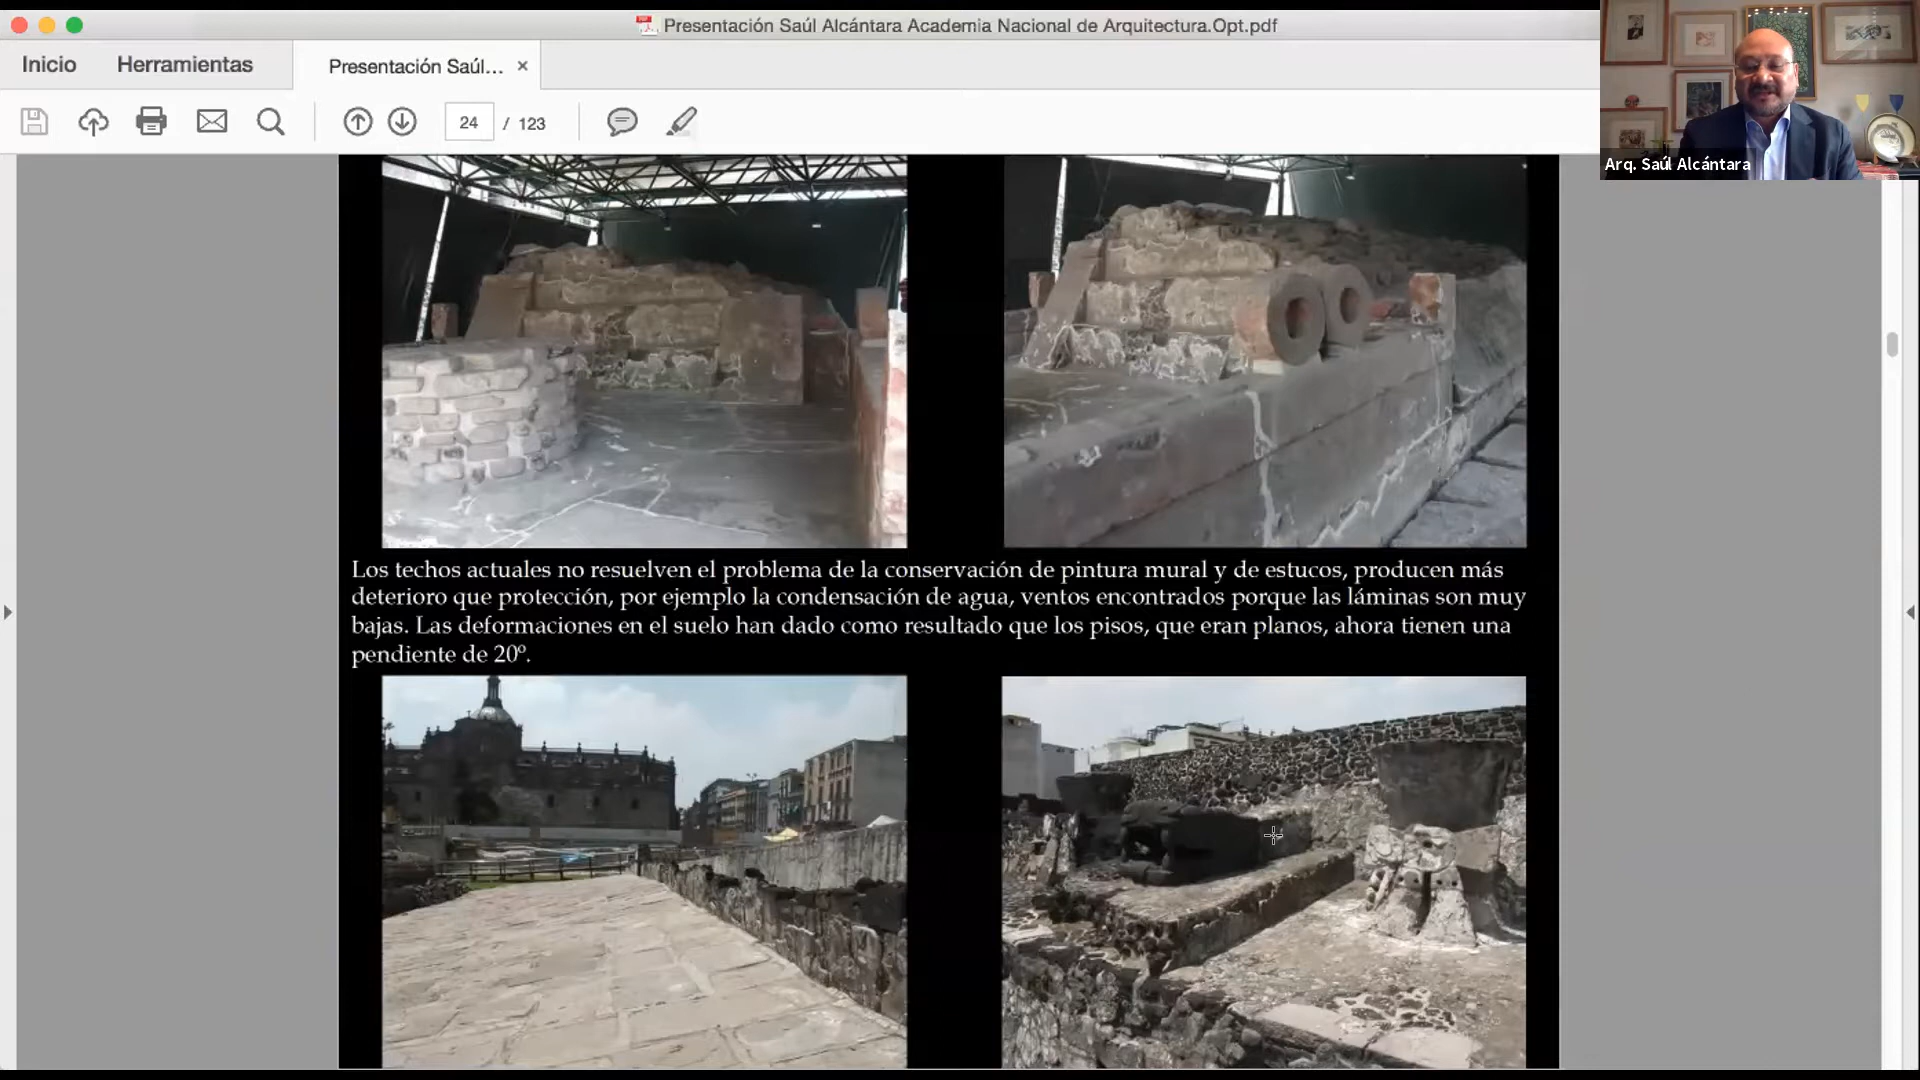 Presentación Saúl Alcántara Academia Nacional de Arquitectura.Opt.pdf
Inicio
Herramientas
Presentación Saúl...
24 / 123
Arq. Saúl Alcántara
Los techos actuales no resuelven el problema de la conservación de pintura mural y de estucos, producen más
deterioro que protección, por ejemplo la condensación de agua, ventos encontrados porque las láminas son muy
bajas. Las deformaciones en el suelo han dado como resultado que los pisos, que eran planos, ahora tienen una
pendiente de 20º.